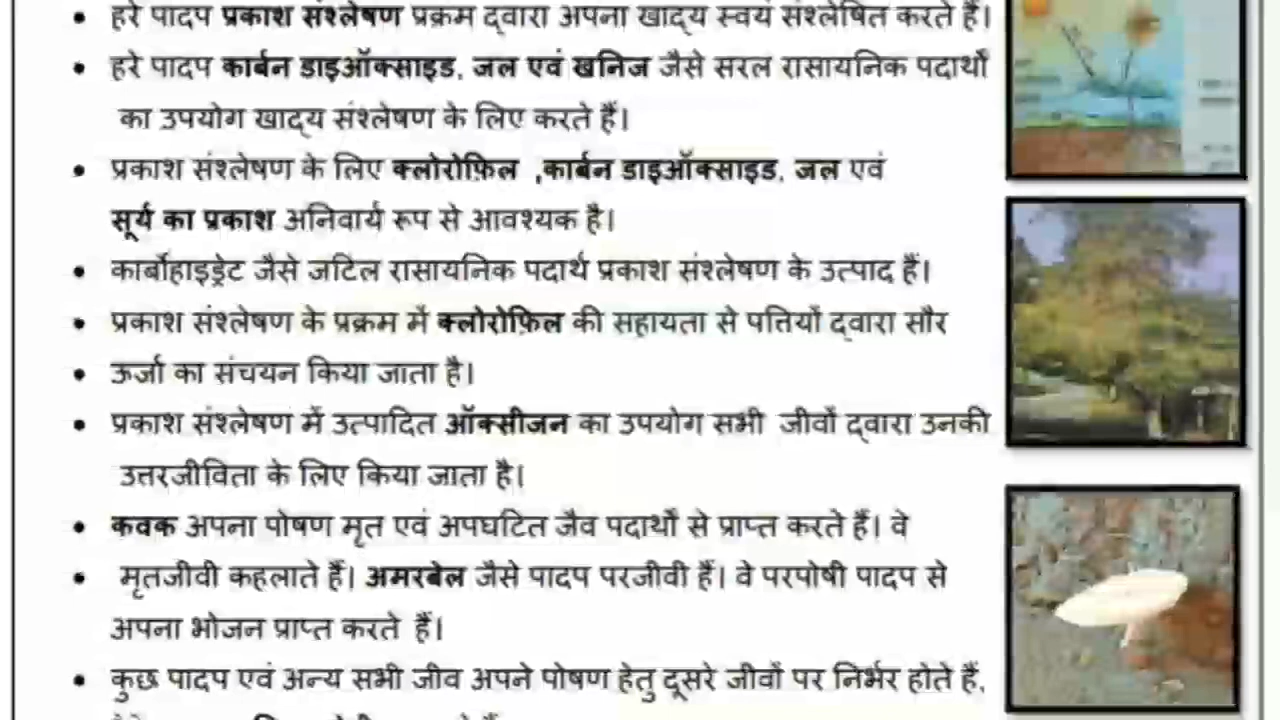 हरे पादप प्रकाश संश्लेषण प्रक्रम द्वारा अपना खाद्य स्वयं संश्लेषित करते हैं।
हरे पादप कार्बन डाइऑक्साइड, जल एवं खनिज जैसे सरल रासायनिक पदार्थों
का उपयोग खाद्य संश्लेषण के लिए करते हैं।
प्रकाश संश्लेषण के लिए क्लोरोफ़िल ,कार्बन डाइऑक्साइड, जल एवं
सूर्य का प्रकाश अनिवार्य रूप से आवश्यक है।
कार्बोहाइड्रेट जैसे जटिल रासायनिक पदार्थ प्रकाश संश्लेषण के उत्पाद हैं।
प्रकाश संश्लेषण के प्रक्रम में क्लोरोफ़िल की सहायता से पत्तियों द्वारा सौर
ऊर्जा का संचयन किया जाता है।
प्रकाश संश्लेषण में उत्पादित ऑक्सीजन का उपयोग सभी जीवों द्वारा उनकी
उत्तरजीविता के लिए किया जाता है।
कवक अपना पोषण मृत एवं अपघटित जैव पदार्थों से प्राप्त करते हैं। वे
मृतजीवी कहलाते हैं। अमरबेल जैसे पादप परजीवी हैं। वे परपोषी पादप से
अपना भोजन प्राप्त करते हैं।
कुछ पादप एवं अन्य सभी जीव अपने पोषण हेतु दूसरे जीवों पर निर्भर होते हैं,